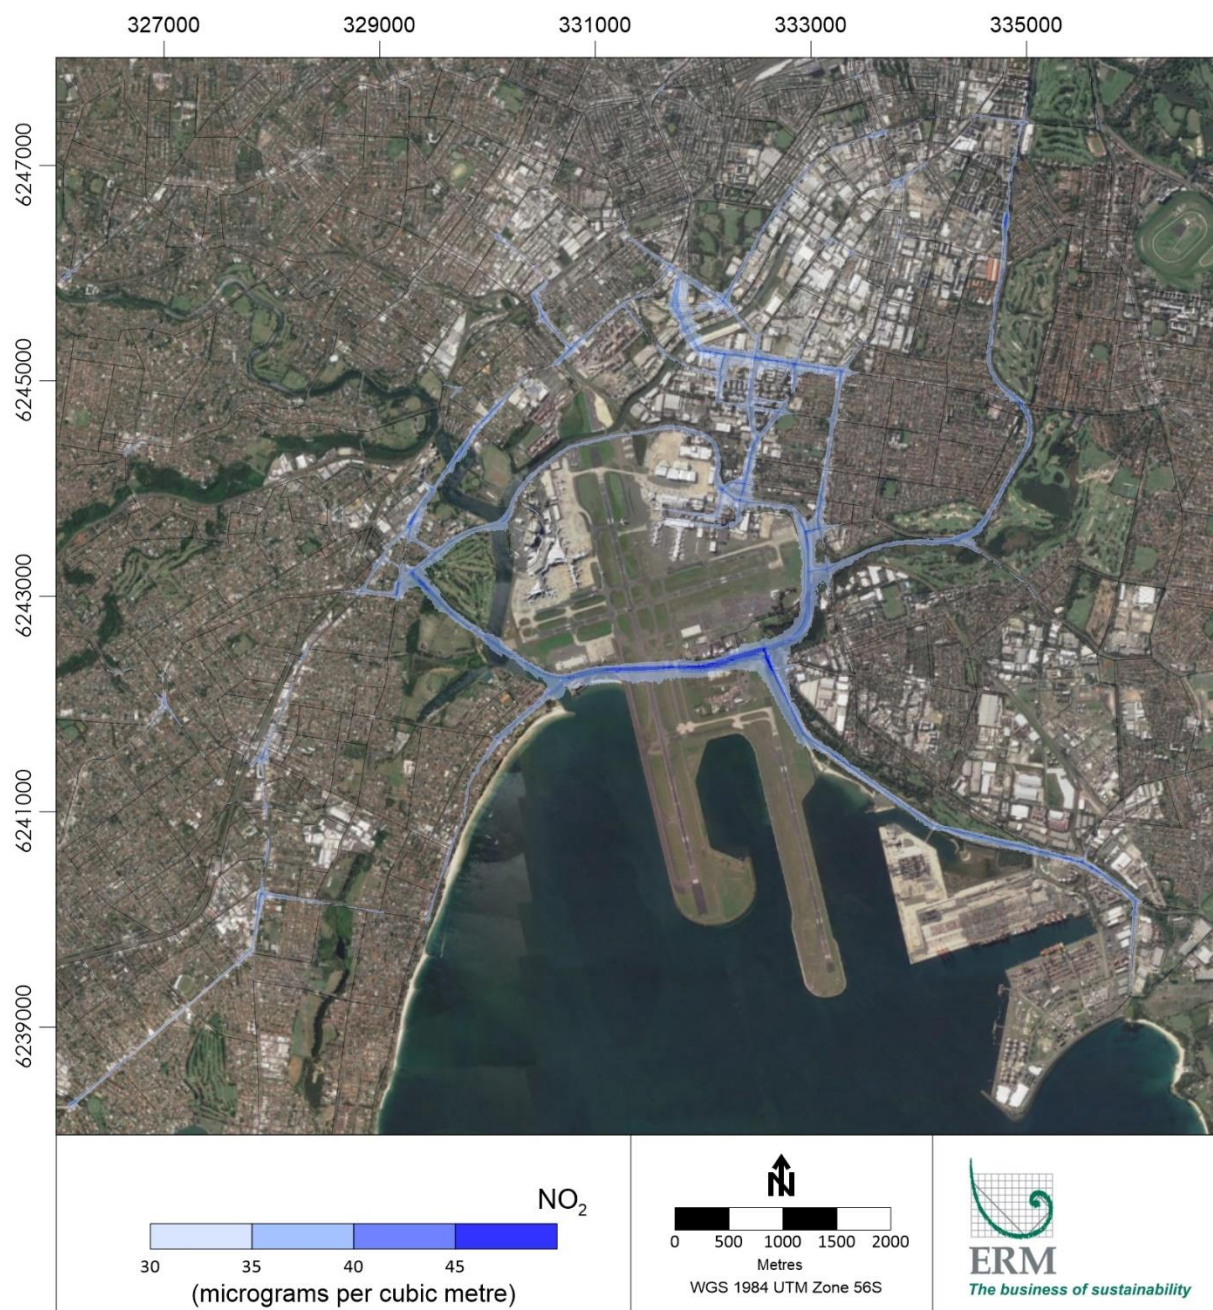 327000 329000 331000 333000 335000
6247000
6245000
6243000
6241000
6239000
NO₂
30 35 40 45
(micrograms per cubic metre)
N
0 500 1000 1500 2000
Metres
WGS 1984 UTM Zone 56S
ERM
The business of sustainability